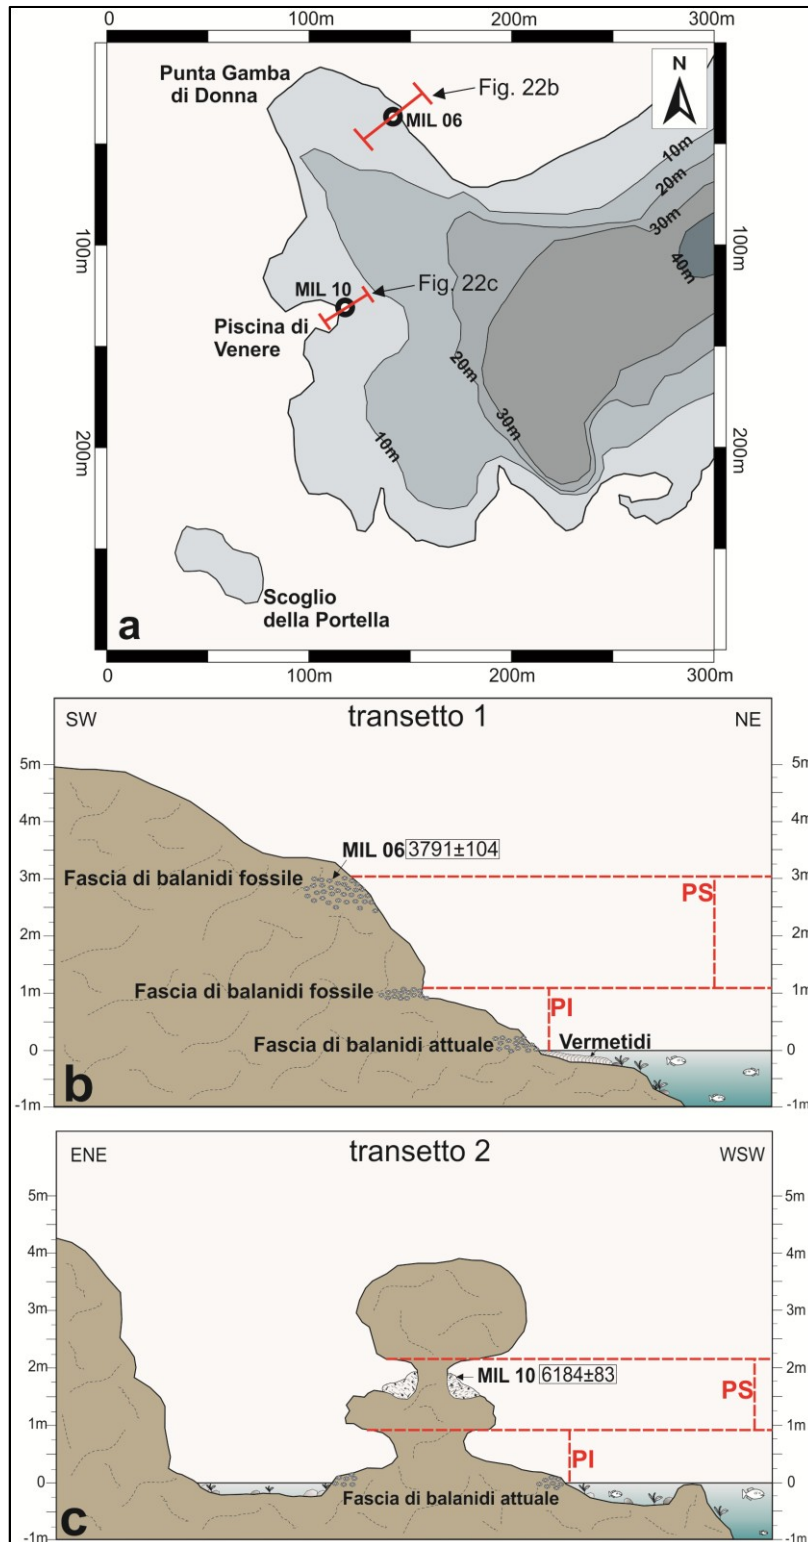 0
100m
200m
300m
Punta Gamba
di Donna
Fig. 22b
MIL 06
N
10m
20m
30m
40m
100m
100m
MIL 10
Fig. 22c
Piscina di
Venere
20m
30m
10m
200m
200m
Scoglio
della Portella
a
0
100m
200m
300m
SW
transetto 1
NE
5m
5m
4m
4m
MIL 06 3791±104
Fascia di balanidi fossile
3m
3m
PS
2m
2m
Fascia di balanidi fossile
1m
1m
PI
Fascia di balanidi attuale
Vermetidi
0
0
b
-1m
-1m
ENE
transetto 2
WSW
5m
5m
4m
4m
3m
3m
2m
2m
MIL 10 6184±83
PS
1m
1m
PI
0
0
Fascia di balanidi attuale
c
-1m
-1m